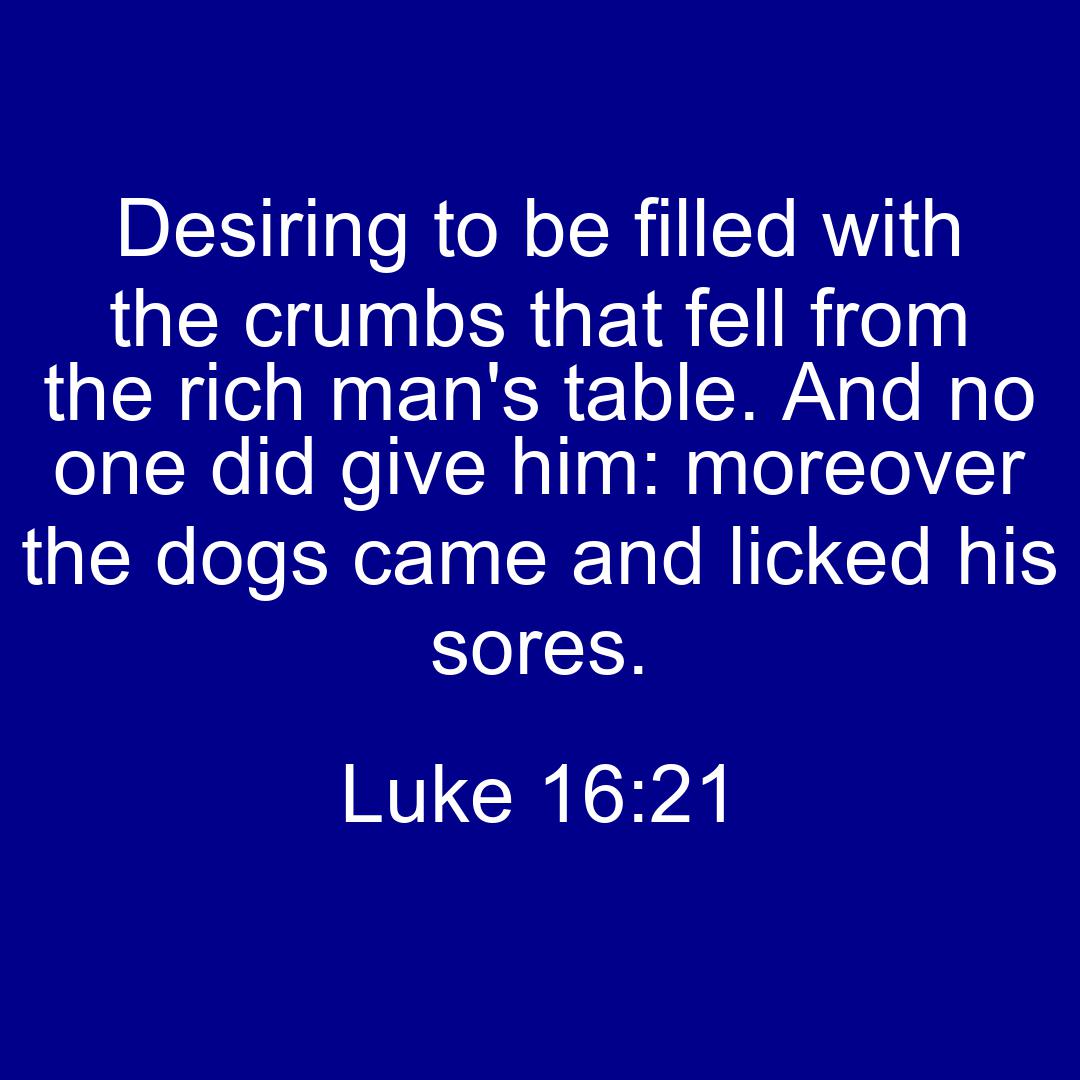 Desiring to be filled with
the crumbs that fell from
the rich man's table. And no
one did give him: moreover
the dogs came and licked his
sores.
Luke 16:21